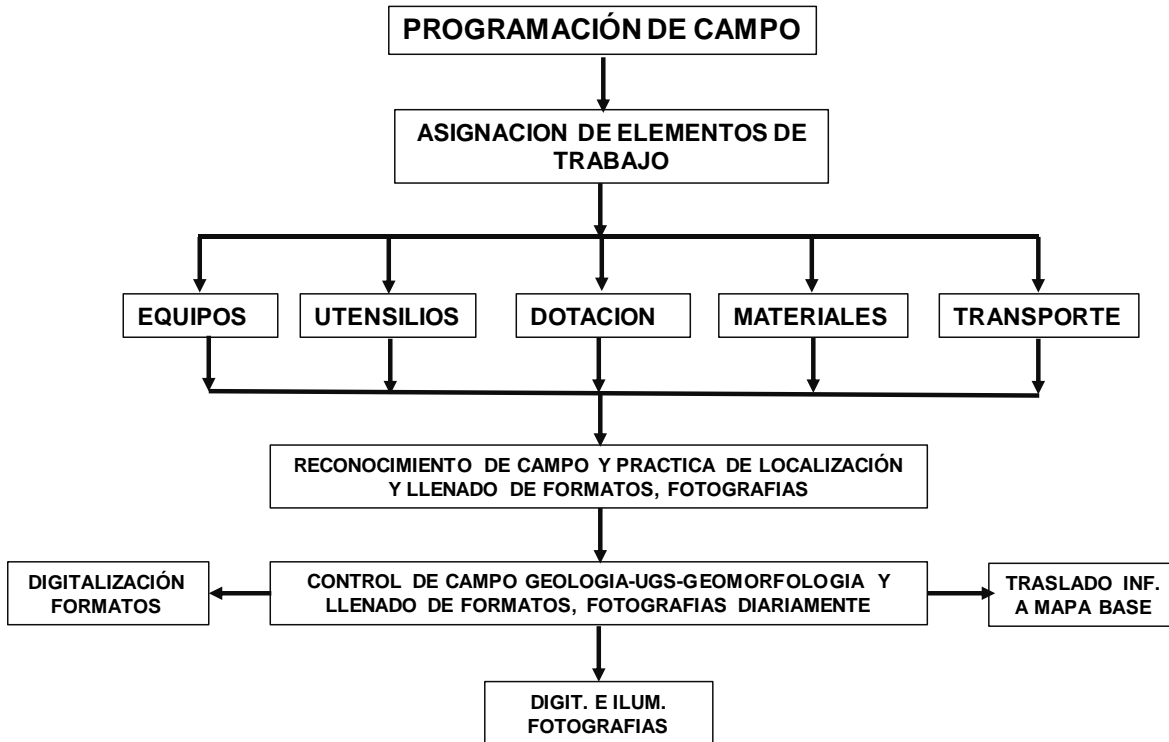 PROGRAMACIÓN DE CAMPO
ASIGNACION DE ELEMENTOS DE
TRABAJO
EQUIPOS
UTENSILIOS
DOTACION
MATERIALES
TRANSPORTE
RECONOCIMIENTO DE CAMPO Y PRACTICA DE LOCALIZACIÓN
Y LLENADO DE FORMATOS, FOTOGRAFIAS
DIGITALIZACIÓN
FORMATOS
CONTROL DE CAMPO GEOLOGIA-UGS-GEOMORFOLOGIA Y
LLENADO DE FORMATOS, FOTOGRAFIAS DIARIAMENTE
TRASLADO INF.
A MAPA BASE
DIGIT. E ILUM.
FOTOGRAFIAS